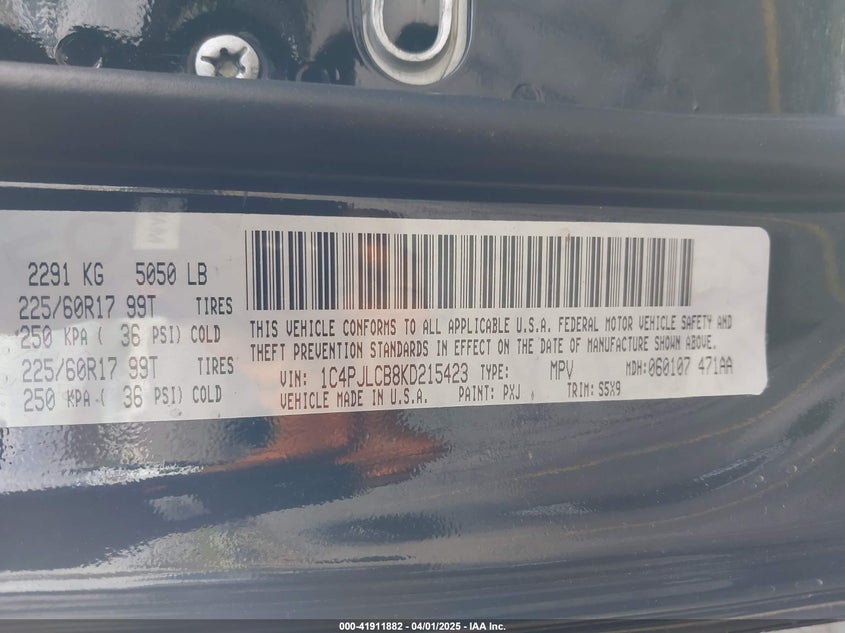 2291 KG 5050 LB
225/60R17 99T TIRES
250 KPA ( 36 PSI) COLD
225/60R17 99T TIRES
250 KPA ( 36 PSI) COLD
THIS VEHICLE CONFORMS TO ALL APPLICABLE U.S.A. FEDERAL MOTOR VEHICLE SAFETY AND
THEFT PREVENTION STANDARDS IN EFFECT ON THE DATE OF MANUFACTURE SHOWN ABOVE.
VIN: 1C4PJLCB8KD215423 TYPE: MPV MDH: 060107 471AA
VEHICLE MADE IN U.S.A. PAINT: PXJ TRIM: S5X9
000-41911882 - 04/01/2025 - IAA Inc.